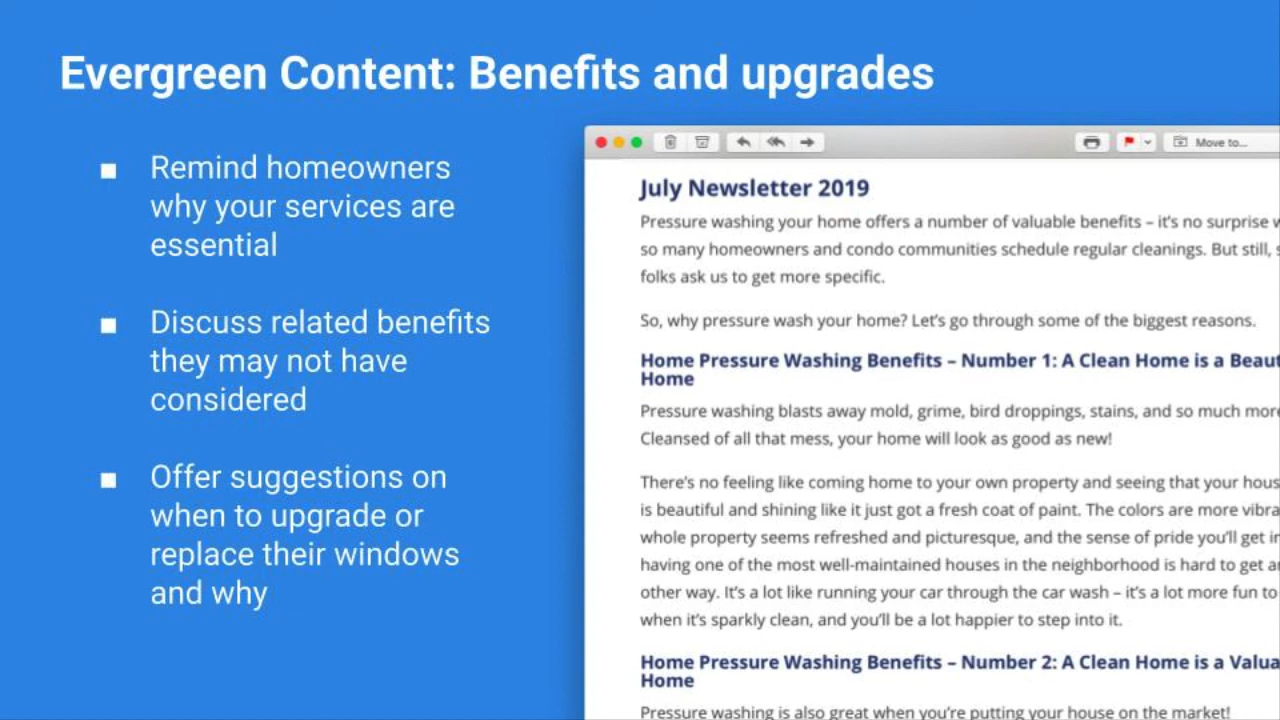 Evergreen Content: Benefits and upgrades
Remind homeowners
why your services are
essential
Discuss related benefits
they may not have
considered
Offer suggestions on
when to upgrade or
replace their windows
and why
Move to...
July Newsletter 2019
Pressure washing your home offers a number of valuable benefits – it's no surprise
so many homeowners and condo communities schedule regular cleanings. But still,
folks ask us to get more specific.
So, why pressure wash your home? Let's go through some of the biggest reasons.
Home Pressure Washing Benefits – Number 1: A Clean Home is a
Home
Pressure washing blasts away mold, grime, bird droppings, stains, and so much more
Cleansed of all that mess, your home will look as good as new!
There's no feeling like coming home to your own property and seeing that your
is beautiful and shining like it just got a fresh coat of paint. The colors are more
whole property seems refreshed and picturesque, and the sense of pride you'll get
having one of the most well-maintained houses in the neighborhood is hard to get
other way. It's a lot like running your car through the car wash – it's a lot more fun to
when it's sparkly clean, and you'll be a lot happier to step into it.
Home Pressure Washing Benefits – Number 2: A Clean Home is a
Home
Pressure washing is also great when you're putting your house on the market!